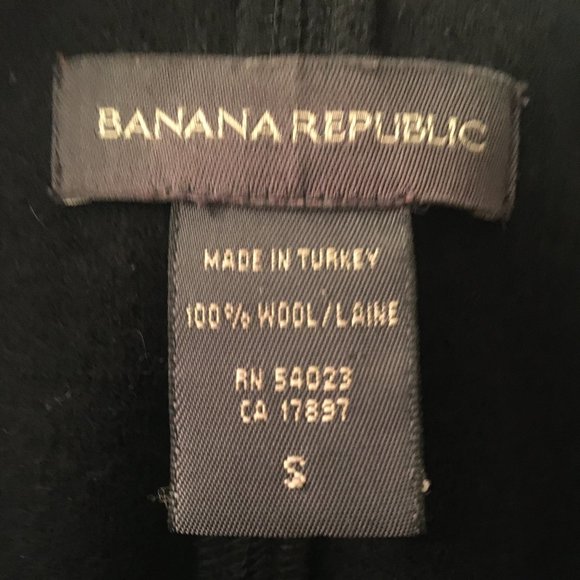 BANANA REPUBLIC
MADE IN TURKEY
100% WOOL/LAINE
RN 54023
CA 17897
S